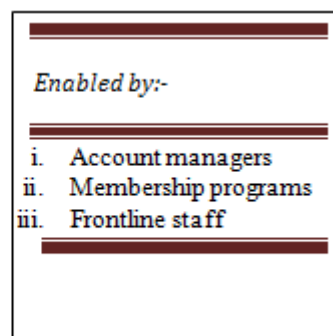 Enabled by:-
i. Account managers
ii. Membership programs
iii. Frontline staff